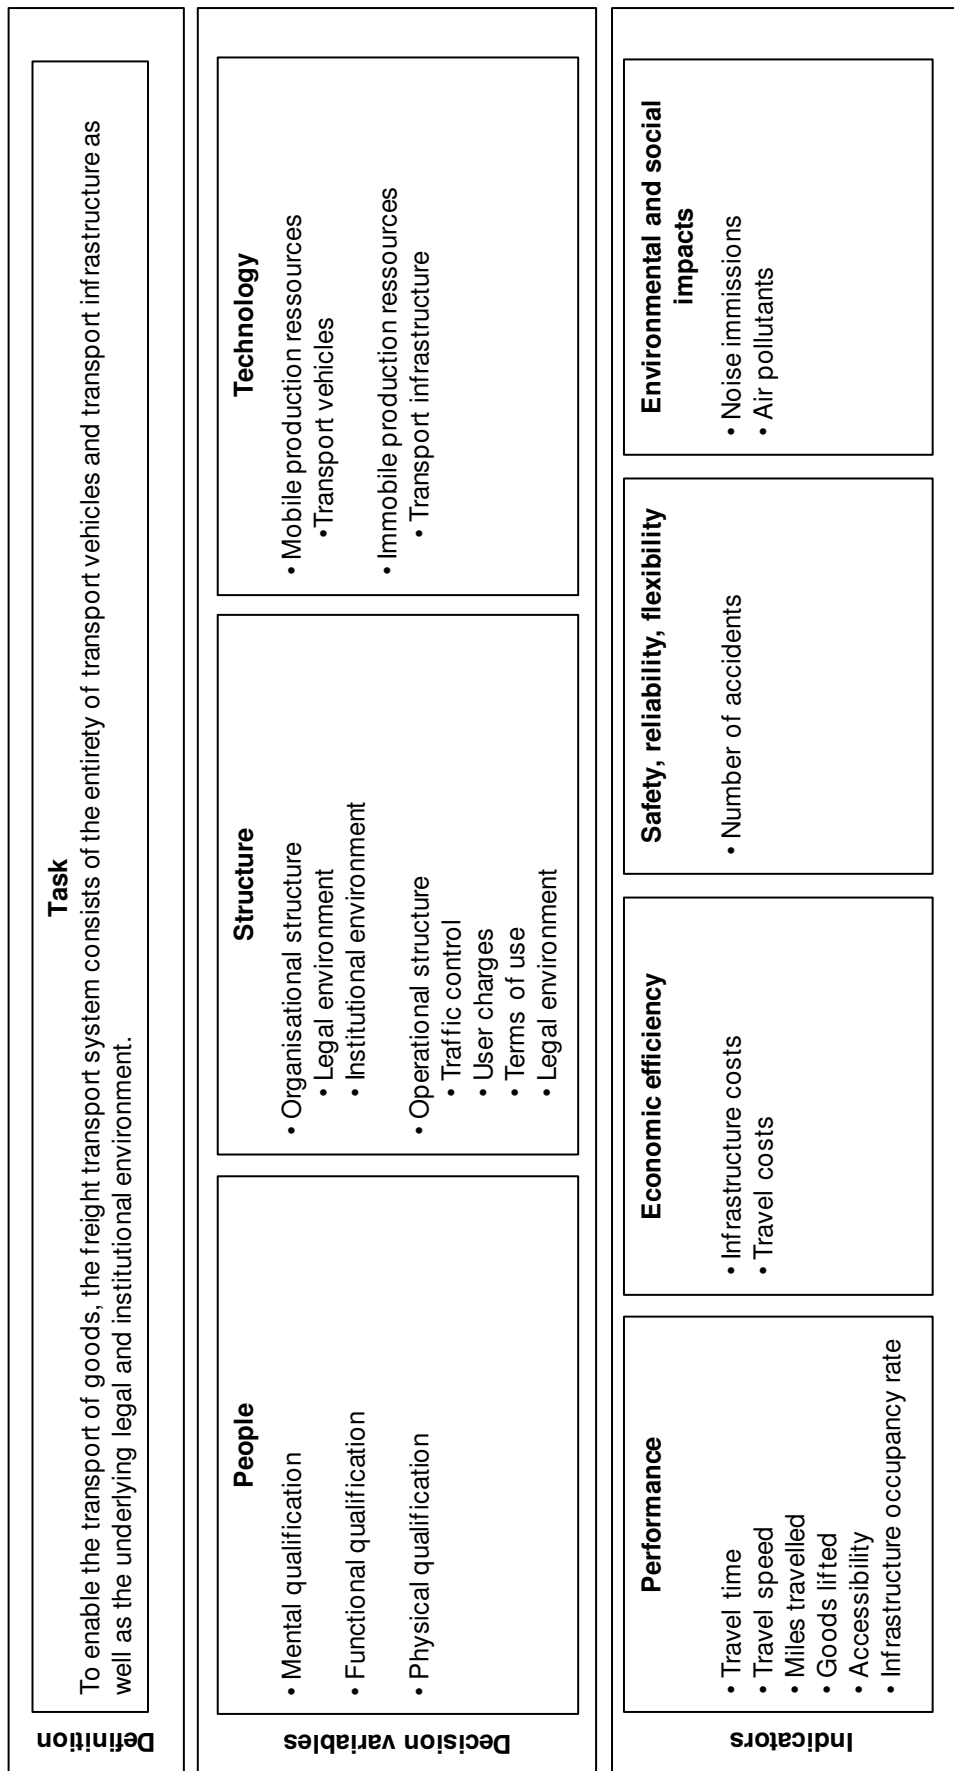 Definition
Task
To enable the transport of goods, the freight transport system consists of the entirety of transport vehicles and transport infrastructure as
well as the underlying legal and institutional environment.
Decision variables
People
• Mental qualification
• Functional qualification
• Physical qualification
Structure
• Organisational structure
• Legal environment
• Institutional environment
• Operational structure
• Traffic control
• User charges
• Terms of use
• Legal environment
Technology
• Mobile production ressources
•Transport vehicles
• Immobile production ressources
• Transport infrastructure
Indicators
Performance
• Travel time
• Travel speed
• Miles travelled
• Goods lifted
• Accessibility
• Infrastructure occupancy rate
Economic efficiency
• Infrastructure costs
• Travel costs
Safety, reliability, flexibility
• Number of accidents
Environmental and social
impacts
• Noise immissions
• Air pollutants